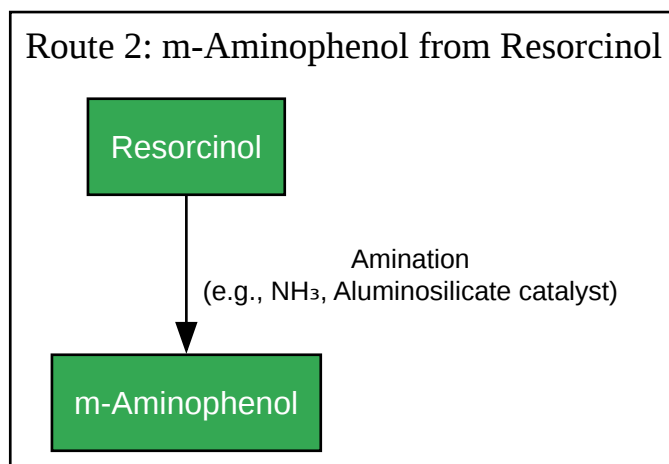 Route 2: m-Aminophenol from Resorcinol
Resorcinol
Amination
(e.g., NH₃, Aluminosilicate catalyst)
m-Aminophenol